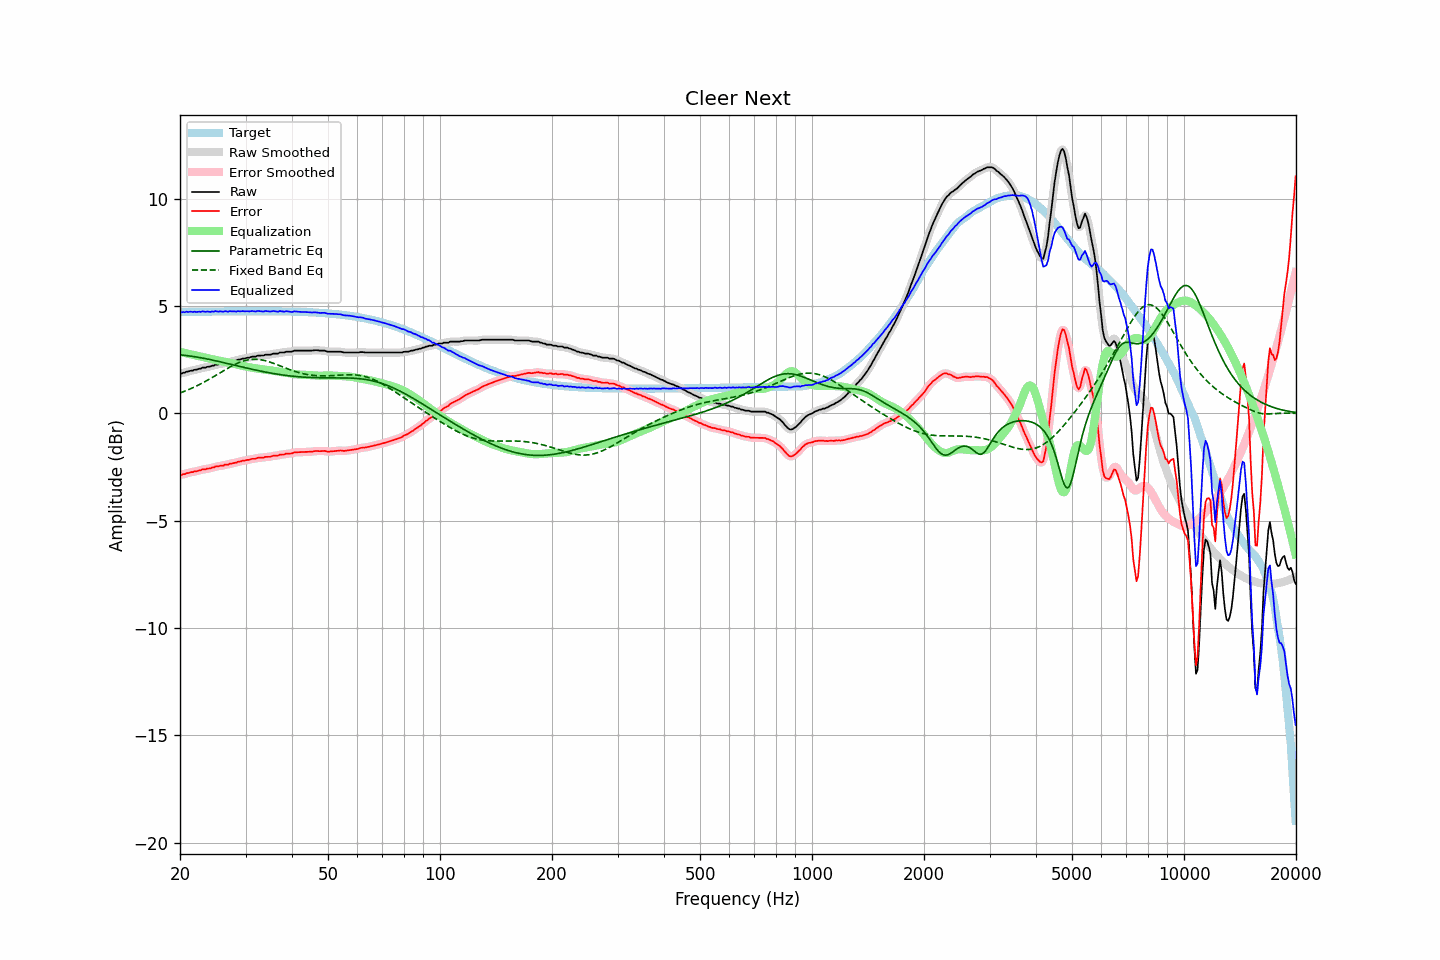 Cleer Next
Target
Raw Smoothed
Error Smoothed
Raw
Error
Equalization
Parametric Eq
Fixed Band Eq
Equalized
10
5
0
−5
−10
−15
−20
Amplitude (dBr)
20 50 100 200 500 1000 2000 5000 10000 20000
Frequency (Hz)